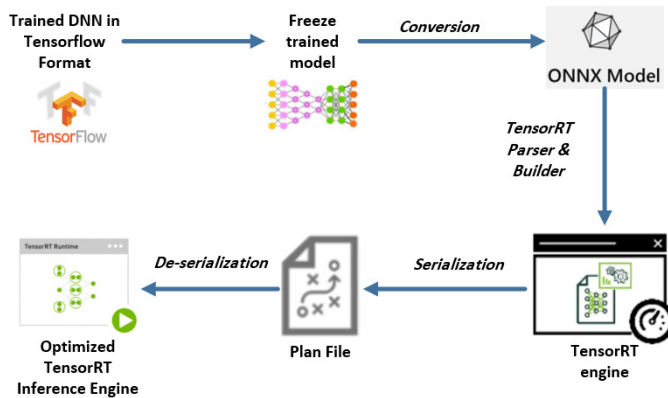 Trained DNN in
Tensorflow
Format
TensorFlow
Freeze
trained
model
Conversion
ONNX Model
TensorRT
Parser &
Builder
TensorRT
engine
Serialization
Plan File
De-serialization
TensorRT Runtime
Optimized
TensorRT
Inference Engine